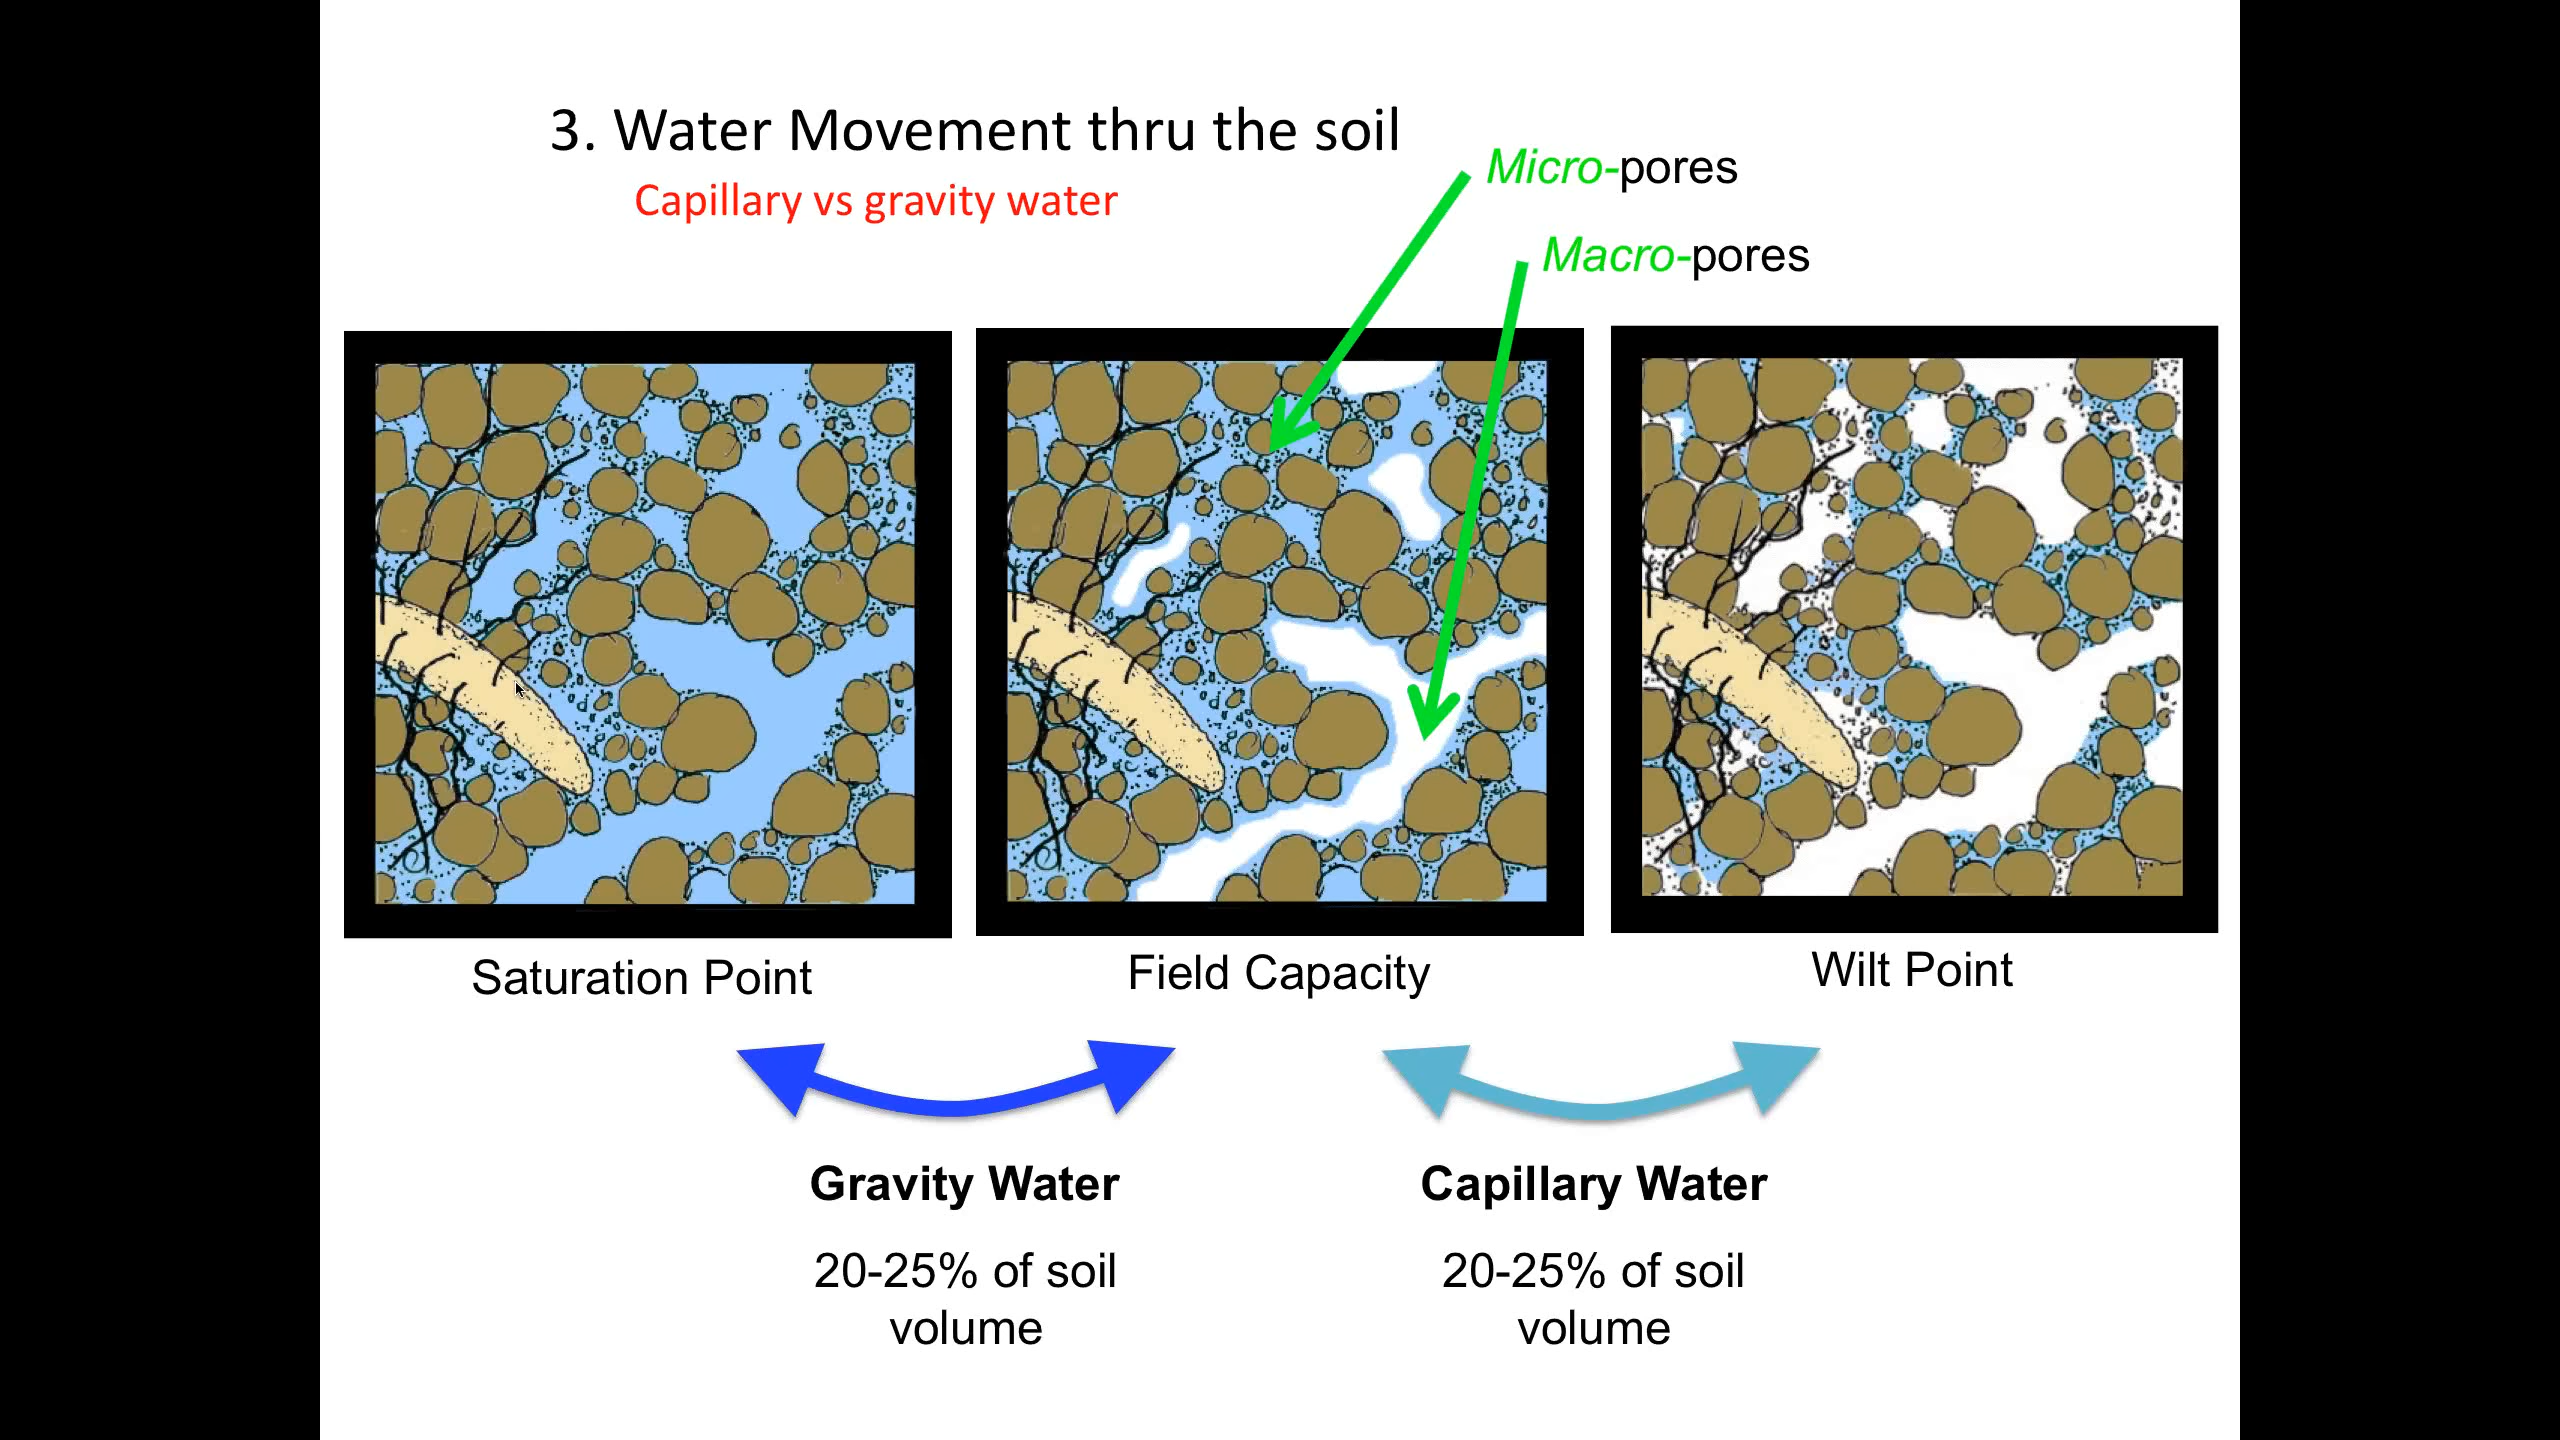 3. Water Movement thru the soil
Capillary vs gravity water
Micro-pores
Macro-pores
Saturation Point
Field Capacity
Wilt Point
Gravity Water
20-25% of soil
volume
Capillary Water
20-25% of soil
volume